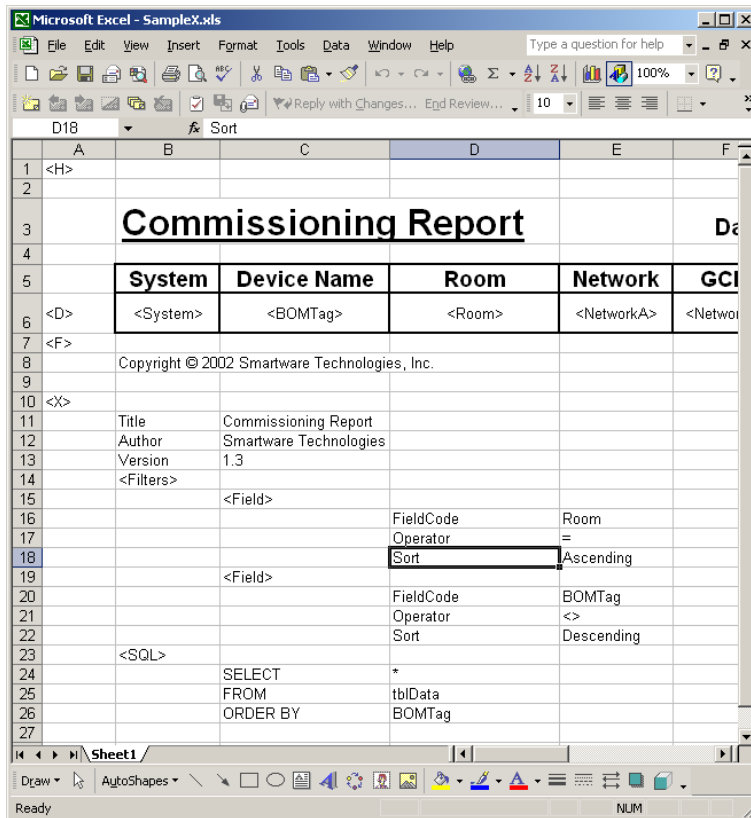 Microsoft Excel - SampleX.xls
File Edit View Insert Format Tools Data Window Help Type a question for help
100%
Reply with Changes... End Review... 10
D18 fx Sort
A B C D E F
1 <H>
2
3 Commissioning Report Da
4
5 System Device Name Room Network GCI
6 <D> <System> <BOMTag> <Room> <NetworkA> <Networ
7 <F>
8 Copyright © 2002 Smartware Technologies, Inc.
9
10 <X>
11 Title Commissioning Report
12 Author Smartware Technologies
13 Version 1.3
14 <Filters>
15 <Field>
16 FieldCode Room
17 Operator =
18 Sort Ascending
19 <Field>
20 FieldCode BOMTag
21 Operator <>
22 Sort Descending
23 <SQL>
24 SELECT *
25 FROM tblData
26 ORDER BY BOMTag
27
Sheet1
Draw AutoShapes
Ready NUM